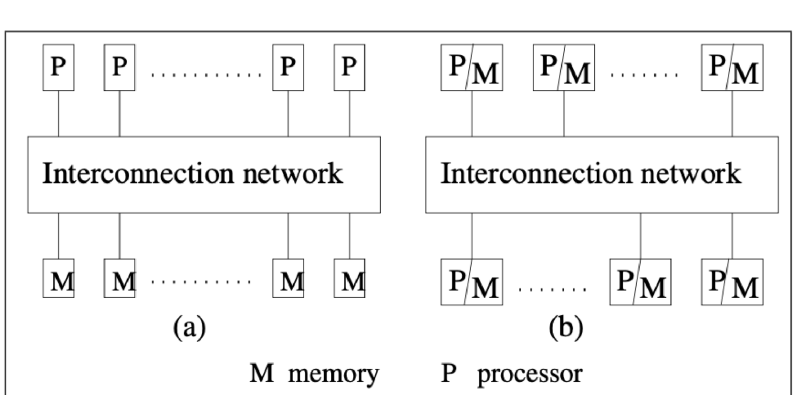 P P ........... P P P/M P/M ....... P/M
Interconnection network Interconnection network
M M .......... M M P/M ....... P/M P/M
(a) (b)
M memory P processor